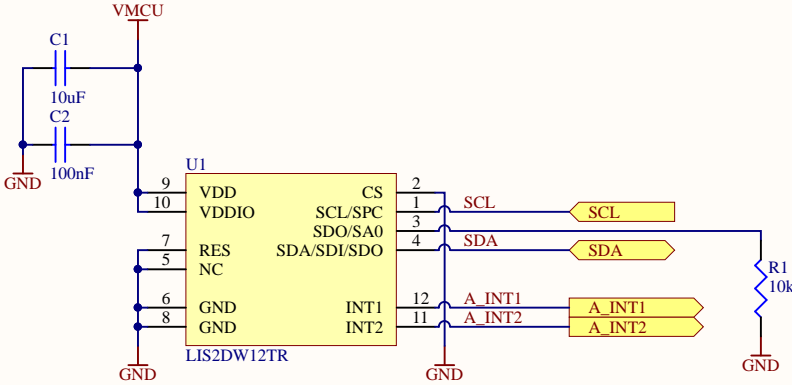 VMCU
C1
10uF
C2
100nF
GND
U1
9 VDD CS 2
10 VDDIO SCL/SPC 1 SCL SCL
SDO/SA0 3
7 RES SDA/SDI/SDO 4 SDA SDA
5 NC
R1
10k
6 GND INT1 12 A_INT1 A_INT1
8 GND INT2 11 A_INT2 A_INT2
LIS2DW12TR
GND GND GND